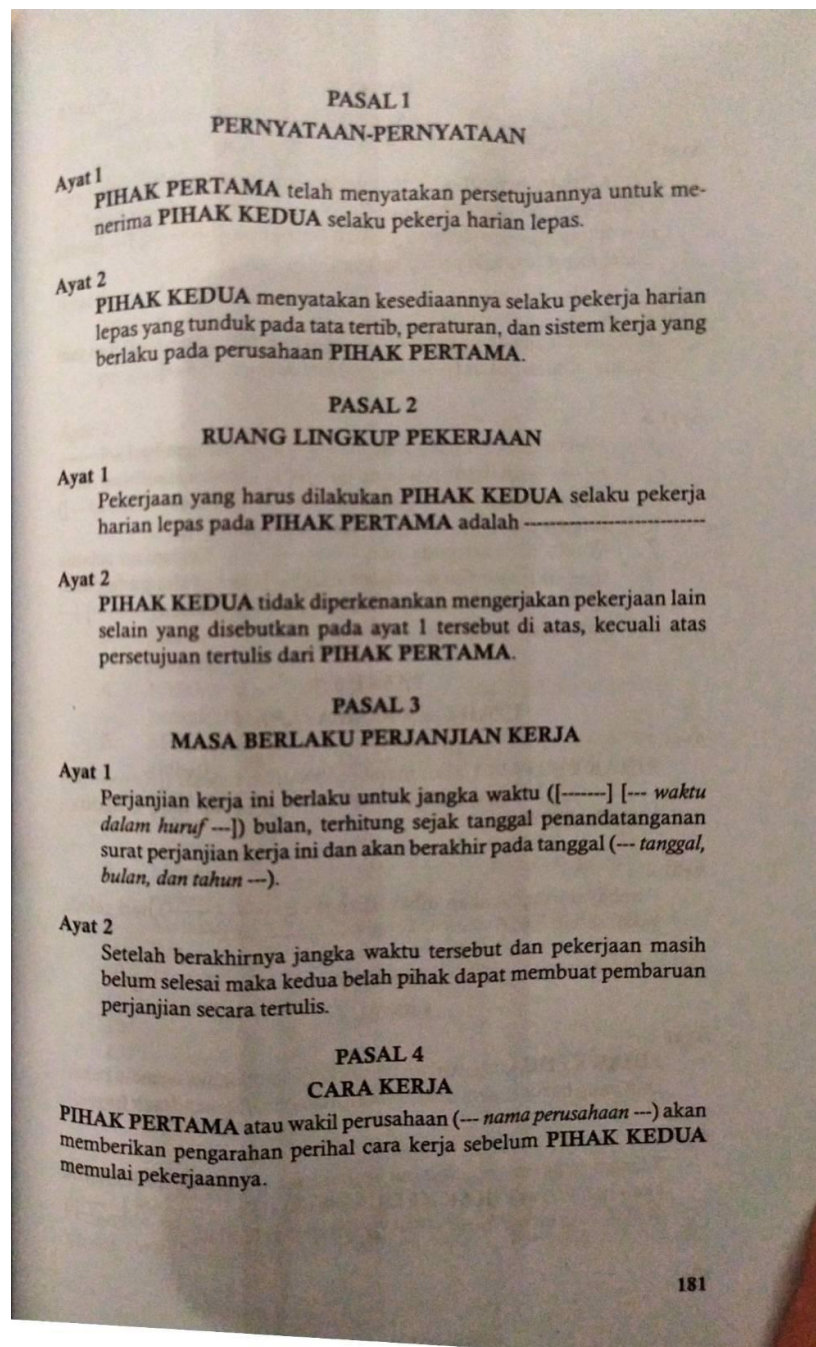 PASAL 1
PERNYATAAN-PERNYATAAN
Ayat 1
PIHAK PERTAMA telah menyatakan persetujuannya untuk me-
nerima PIHAK KEDUA selaku pekerja harian lepas.
Ayat 2
PIHAK KEDUA menyatakan kesediaannya selaku pekerja harian
lepas yang tunduk pada tata tertib, peraturan, dan sistem kerja yang
berlaku pada perusahaan PIHAK PERTAMA.
PASAL 2
RUANG LINGKUP PEKERJAAN
Ayat 1
Pekerjaan yang harus dilakukan PIHAK KEDUA selaku pekerja
harian lepas pada PIHAK PERTAMA adalah ----------------------------
Ayat 2
PIHAK KEDUA tidak diperkenankan mengerjakan pekerjaan lain
selain yang disebutkan pada ayat 1 tersebut di atas, kecuali atas
persetujuan tertulis dari PIHAK PERTAMA.
PASAL 3
MASA BERLAKU PERJANJIAN KERJA
Ayat 1
Perjanjian kerja ini berlaku untuk jangka waktu ([-------] [--- waktu
dalam huruf ---]) bulan, terhitung sejak tanggal penandatanganan
surat perjanjian kerja ini dan akan berakhir pada tanggal (--- tanggal,
bulan, dan tahun ---).
Ayat 2
Setelah berakhirnya jangka waktu tersebut dan pekerjaan masih
belum selesai maka kedua belah pihak dapat membuat pembaruan
perjanjian secara tertulis.
PASAL 4
CARA KERJA
PIHAK PERTAMA atau wakil perusahaan (--- nama perusahaan ---) akan
memberikan pengarahan perihal cara kerja sebelum PIHAK KEDUA
memulai pekerjaannya.
181